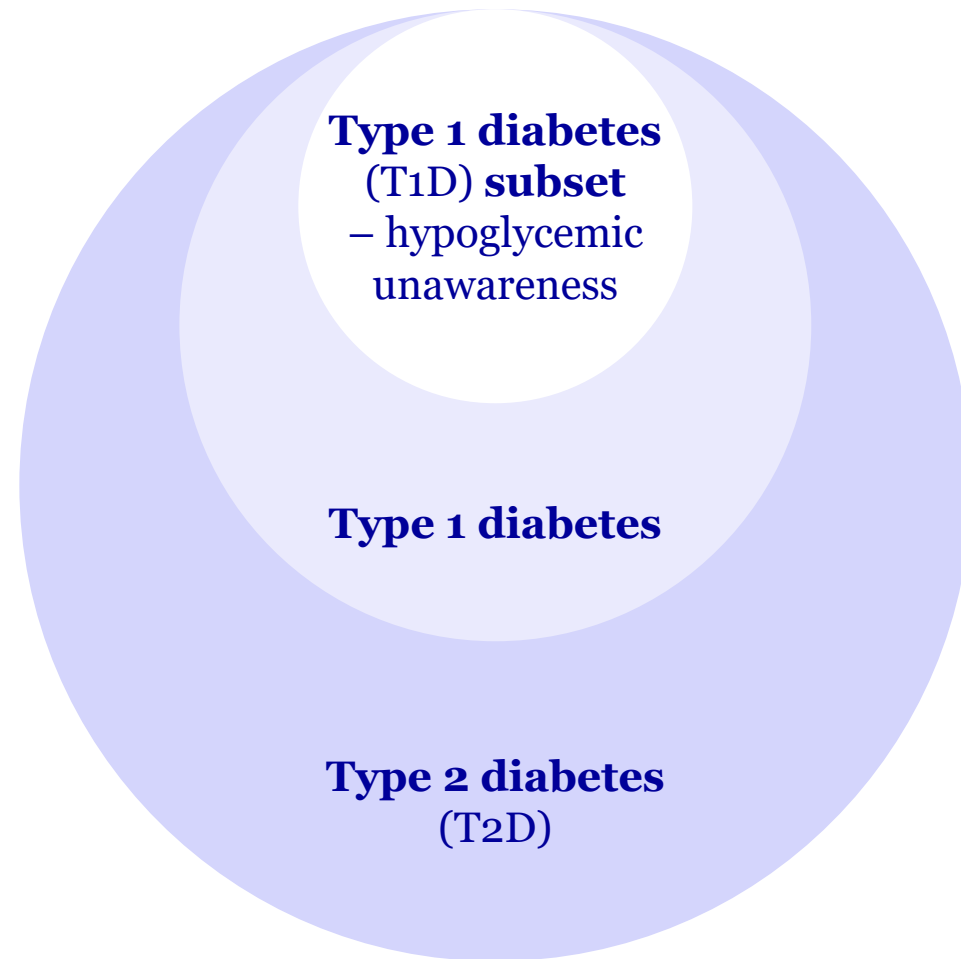 Type 1 diabetes
(T1D) subset
– hypoglycemic
unawareness
Type 1 diabetes
Type 2 diabetes
(T2D)